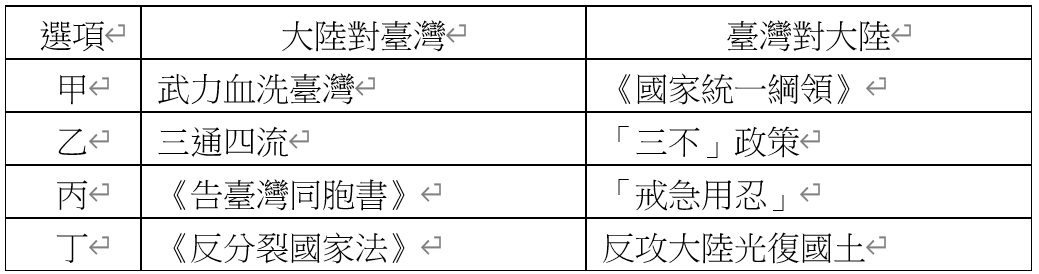 選項↵ 大陸對臺灣↵ 臺灣對大陸↵
甲↵ 武力血洗臺灣↵ 《國家統一綱領》↵
乙↵ 三通四流↵ 「三不」政策↵
丙↵ 《告臺灣同胞書》↵ 「戒急用忍」↵
丁↵ 《反分裂國家法》↵ 反攻大陸光復國土↵